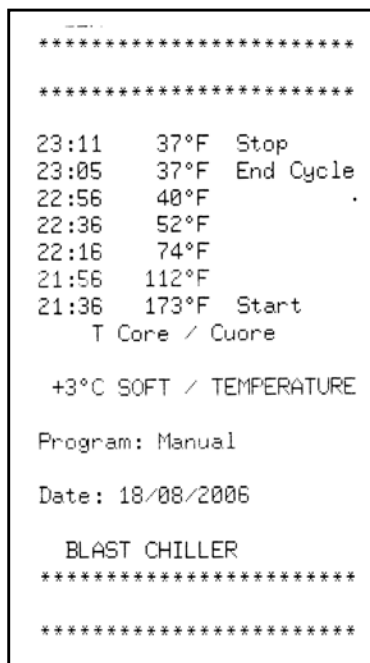 ************************
************************
23:11 37°F Stop
23:05 37°F End Cycle
22:56 40°F
22:36 52°F
22:16 74°F
21:56 112°F
21:36 173°F Start
T Core / Cuore
+3°C SOFT / TEMPERATURE
Program: Manual
Date: 18/08/2006
BLAST CHILLER
************************
************************